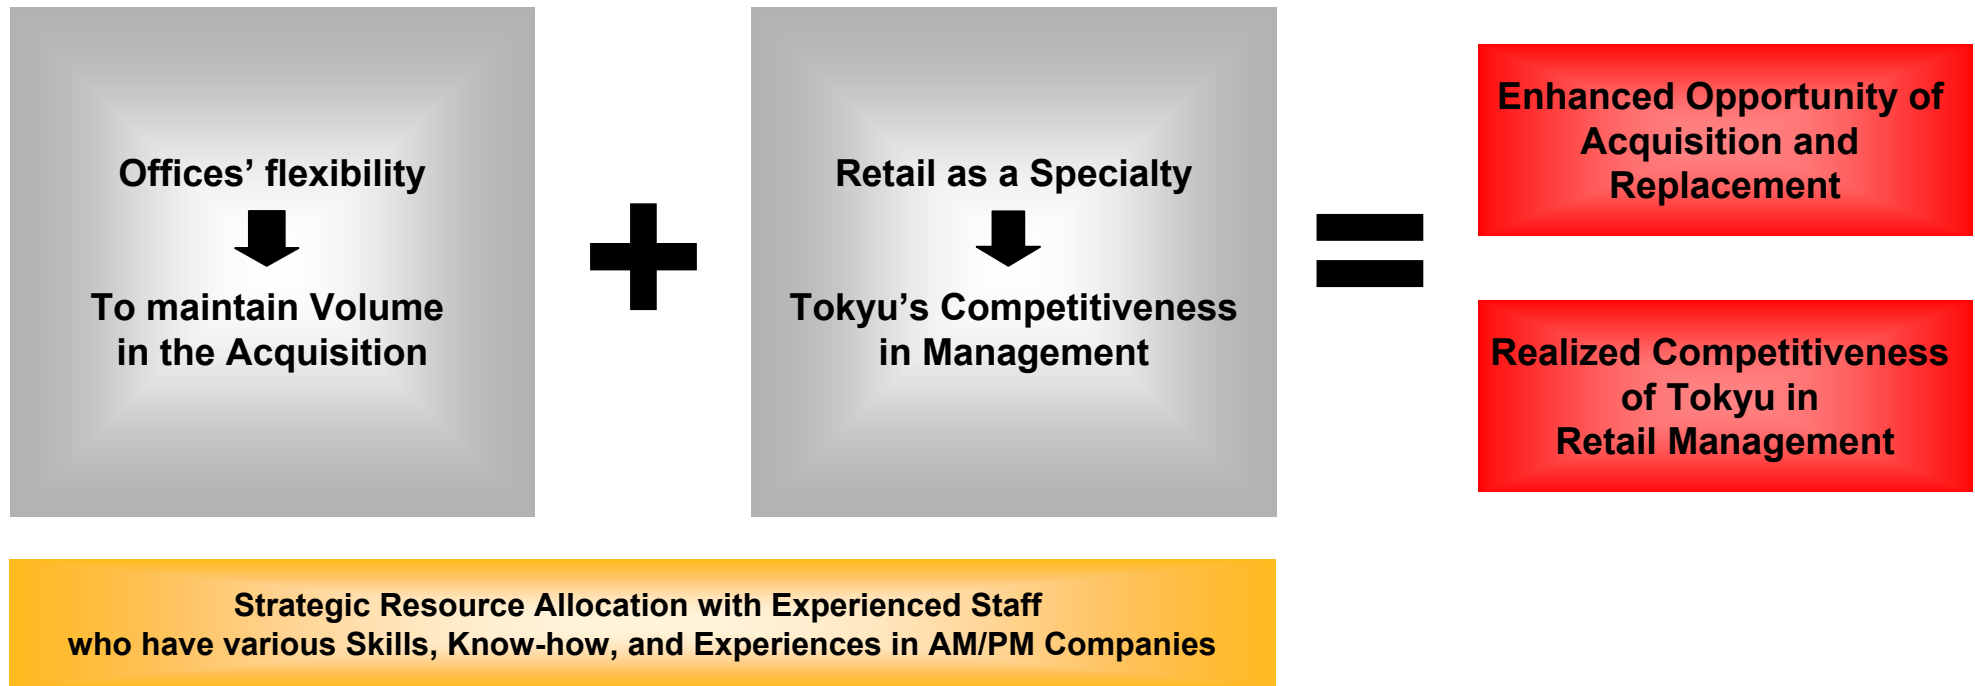 Offices’ flexibility
To maintain Volume
in the Acquisition
+
Retail as a Specialty
Tokyu’s Competitiveness
in Management
=
Enhanced Opportunity of
Acquisition and
Replacement
Realized Competitiveness
of Tokyu in
Retail Management
Strategic Resource Allocation with Experienced Staff
who have various Skills, Know-how, and Experiences in AM/PM Companies